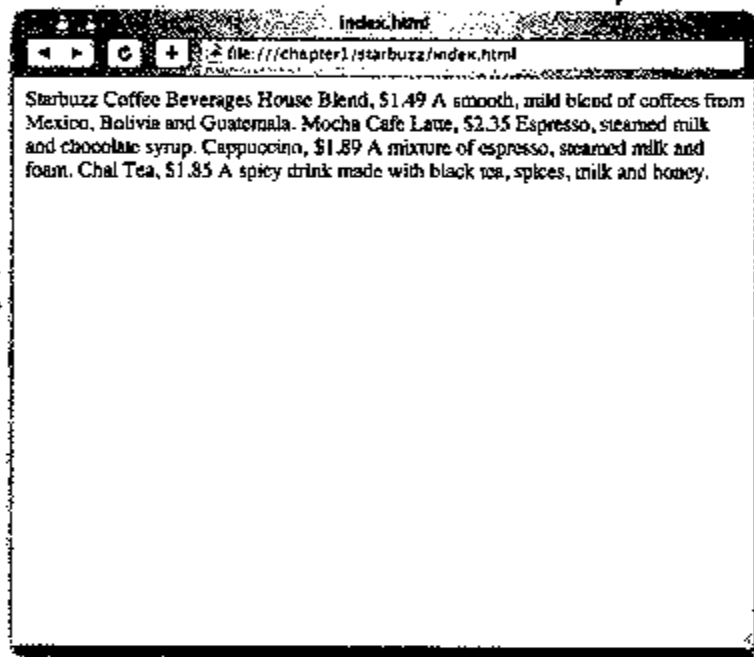 index.html
file:///chapter1/starbuzz/index.html
Starbuzz Coffee Beverages House Blend, $1.49 A smooth, mild blend of coffees from
Mexico, Bolivia and Guatemala. Mocha Cafe Latte, $2.35 Espresso, steamed milk
and chocolate syrup. Cappuccino, $1.89 A mixture of espresso, steamed milk and
foam. Chai Tea, $1.85 A spicy drink made with black tea, spices, milk and honey.